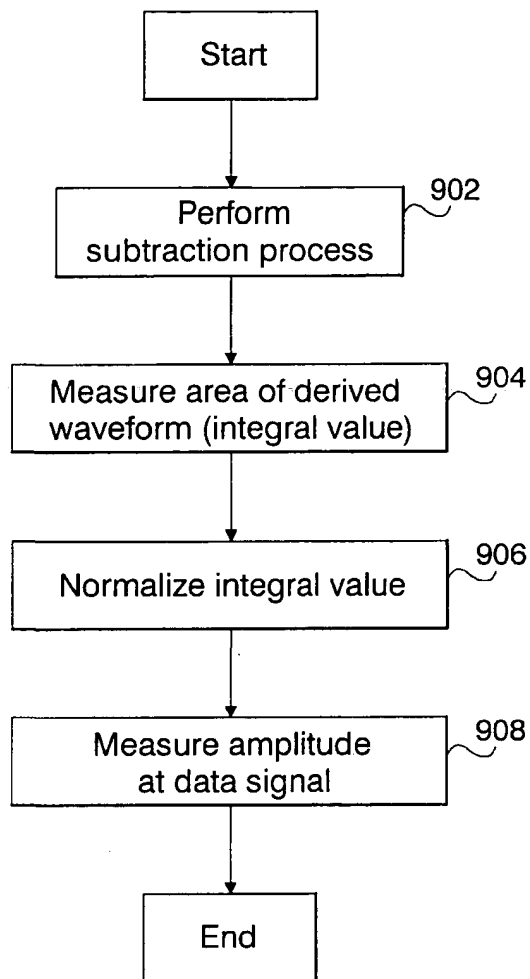 Start
902
Perform
subtraction process
904
Measure area of derived
waveform (integral value)
906
Normalize integral value
908
Measure amplitude
at data signal
End